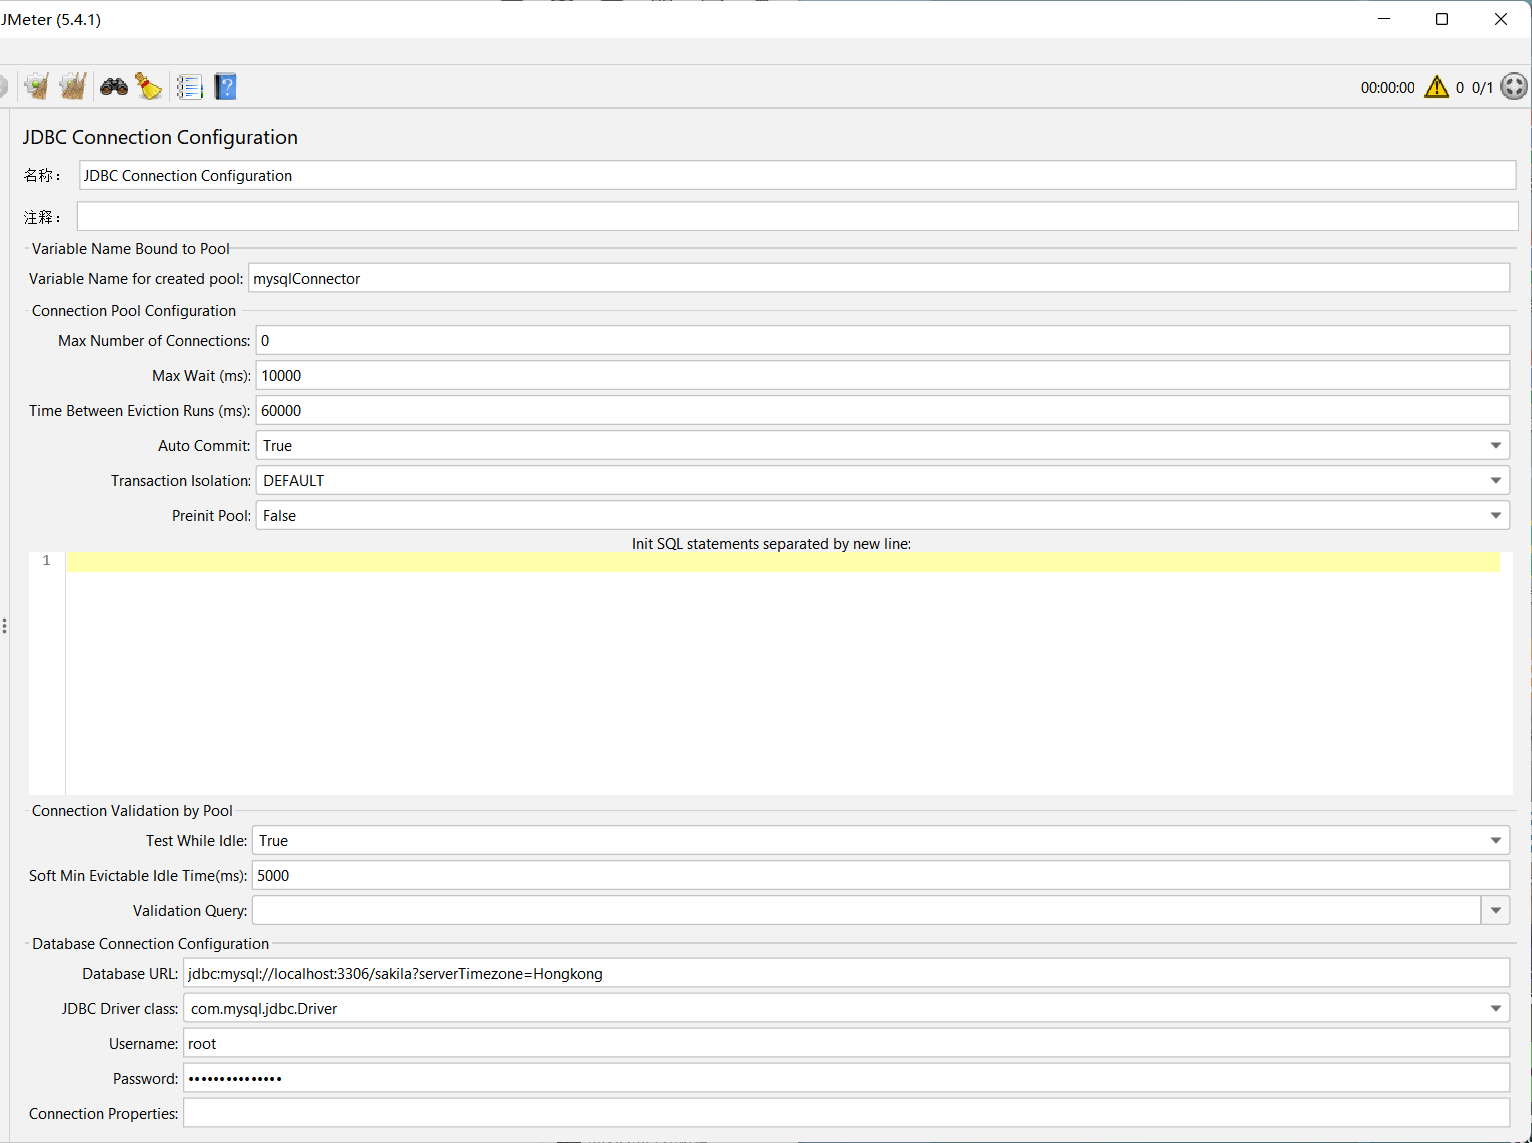 JMeter (5.4.1)
00:00:00 0 0/1
JDBC Connection Configuration
名称： JDBC Connection Configuration
注释：
Variable Name Bound to Pool
Variable Name for created pool: mysqlConnector
Connection Pool Configuration
Max Number of Connections: 0
Max Wait (ms): 10000
Time Between Eviction Runs (ms): 60000
Auto Commit: True
Transaction Isolation: DEFAULT
Preinit Pool: False
Init SQL statements separated by new line:
1
Connection Validation by Pool
Test While Idle: True
Soft Min Evictable Idle Time(ms): 5000
Validation Query:
Database Connection Configuration
Database URL: jdbc:mysql://localhost:3306/sakila?serverTimezone=Hongkong
JDBC Driver class: com.mysql.jdbc.Driver
Username: root
Password: •••••••••••••••
Connection Properties: